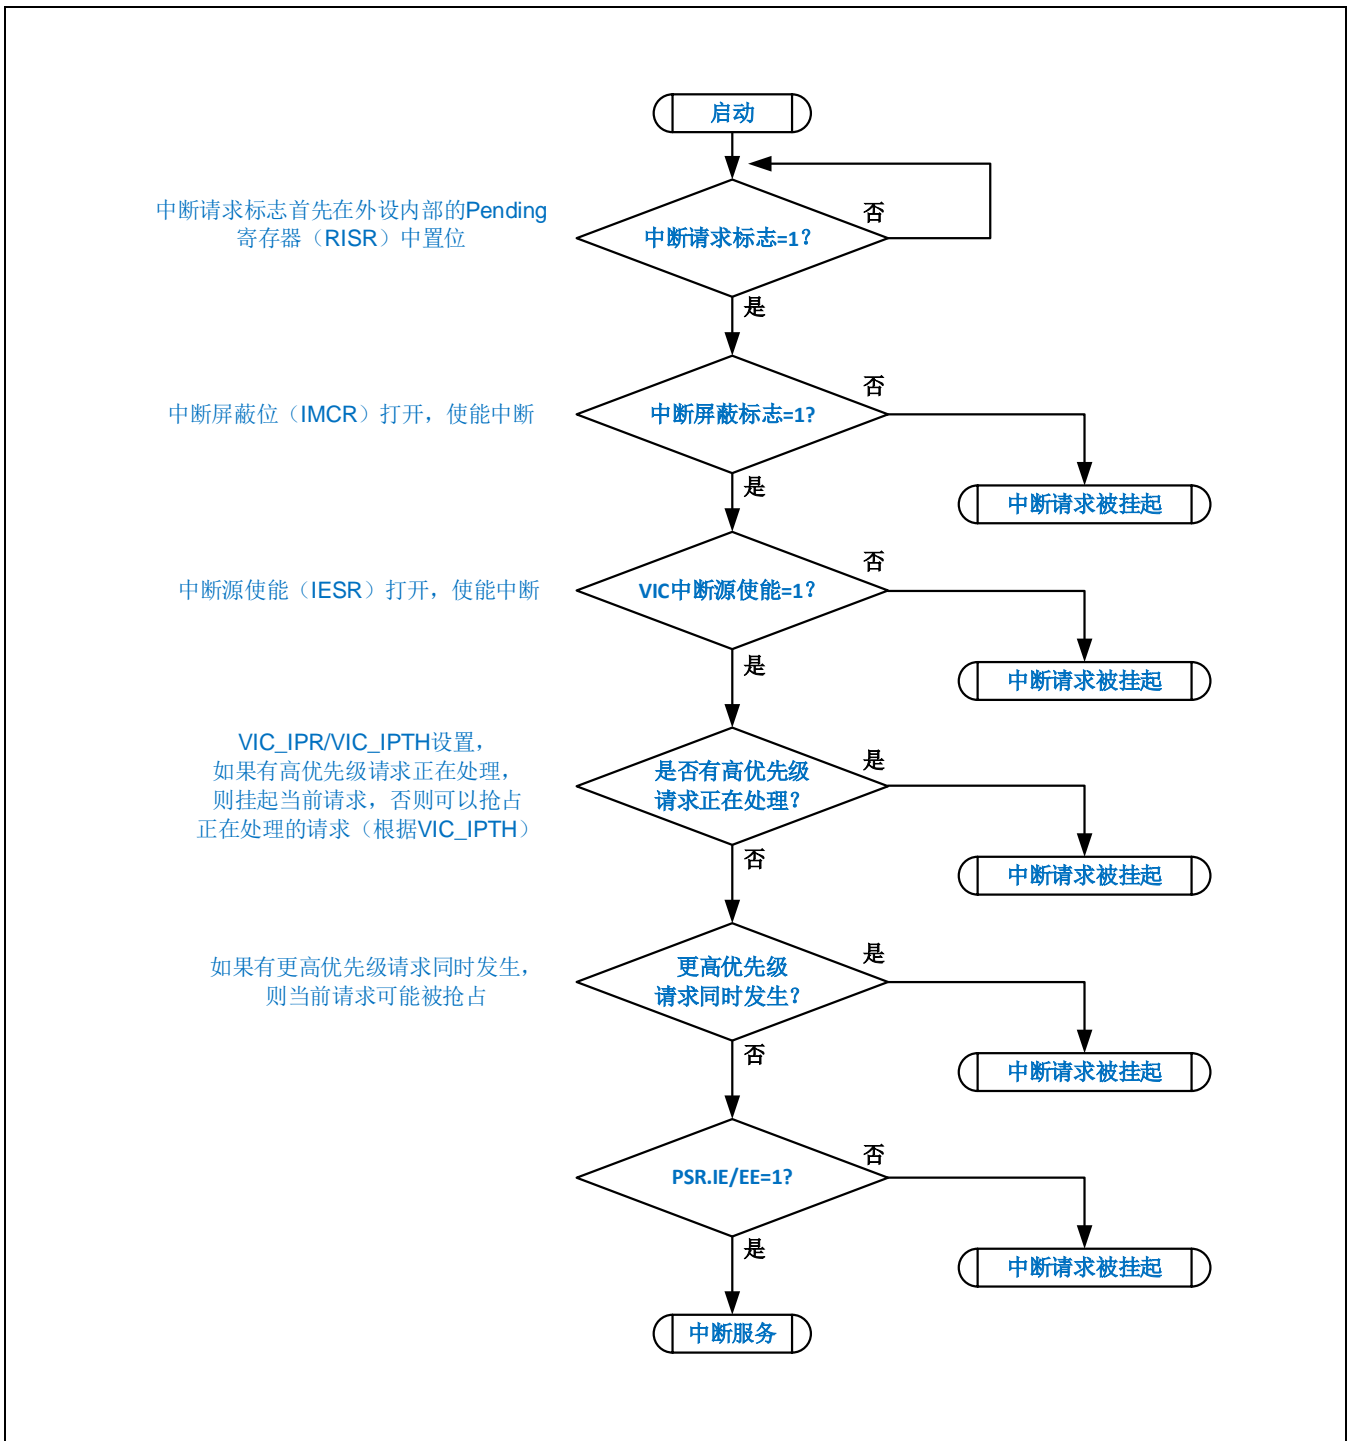 启动
中断请求标志首先在外设内部的Pending
寄存器（RISR）中置位
中断请求标志=1?
否
是
中断屏蔽位（IMCR）打开，使能中断
中断屏蔽标志=1?
否
是
中断请求被挂起
中断源使能（IESR）打开，使能中断
VIC中断源使能=1?
否
是
中断请求被挂起
VIC_IPR/VIC_IPTH设置，
如果有高优先级请求正在处理，
则挂起当前请求，否则可以抢占
正在处理的请求（根据VIC_IPTH）
是否有高优先级
请求正在处理?
是
否
中断请求被挂起
如果有更高优先级请求同时发生，
则当前请求可能被抢占
更高优先级
请求同时发生?
是
否
中断请求被挂起
PSR.IE/EE=1?
否
是
中断请求被挂起
中断服务